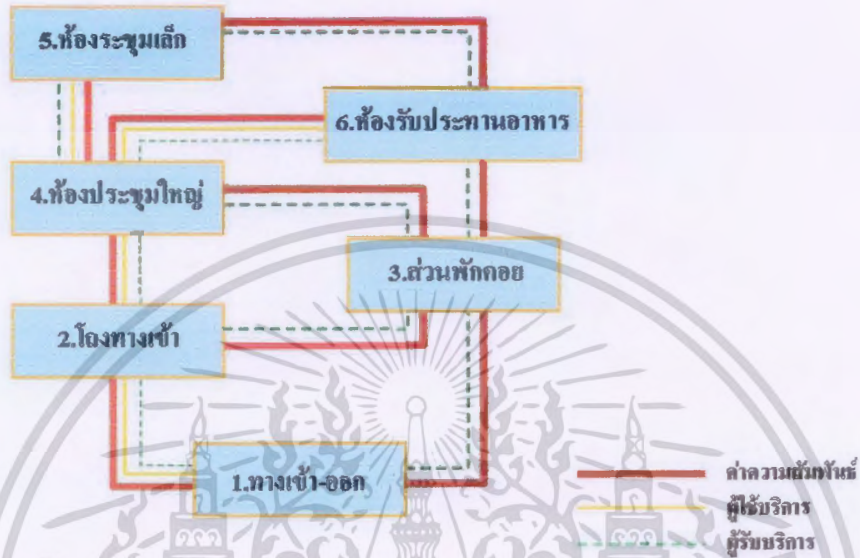 5.ห้องระชุมเล็ก
6.ห้องรับประทานอาหาร
4.ห้องประชุมใหญ่
3.ส่วนพักคอย
2.โถงทางเข้า
1.ทางเข้า-ออก
ค่าความสัมพันธ์
ผู้ใช้บริการ
ผู้รับบริการ